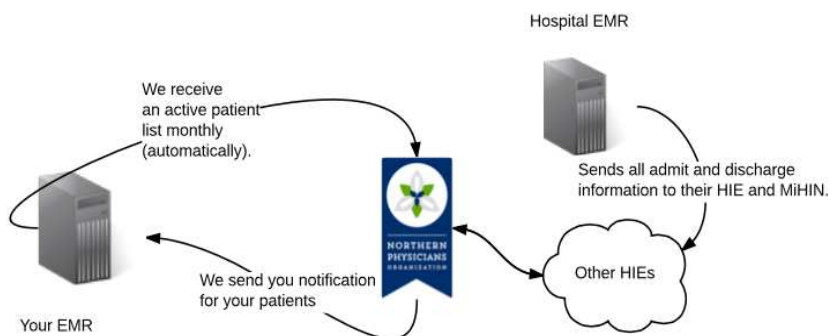 Hospital EMR
We receive
an active patient
list monthly
(automatically).
Sends all admit and discharge
information to their HIE and MiHIN.
NORTHERN
PHYSICIANS
ORGANIZATION
Other HIEs
We send you notification
for your patients
Your EMR